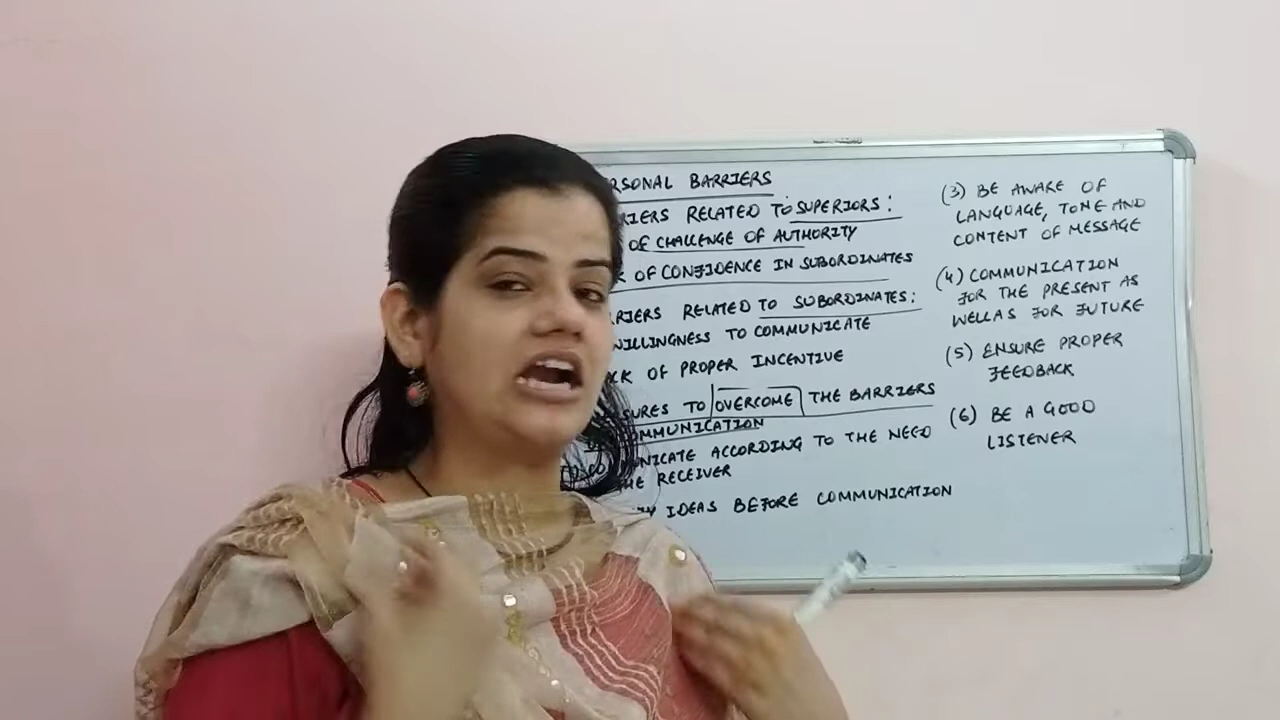 RSONAL BARRIERS
RIERS RELATED TO SUPERIORS:
OF CHALLENGE OF AUTHORITY
K OF CONFIDENCE IN SUBORDINATES
RIERS RELATED TO SUBORDINATES:
WILLINGNESS TO COMMUNICATE
CK OF PROPER INCENTIVE
SURES TO OVERCOME THE BARRIERS
MMUNICATION
NICATE ACCORDING TO THE NEED
HE RECEIVER
IDEAS BEFORE COMMUNICATION
(3) BE AWARE OF
LANGUAGE, TONE AND
CONTENT OF MESSAGE
(4) COMMUNICATION
FOR THE PRESENT AS
WELL AS FOR FUTURE
(5) ENSURE PROPER
FEEDBACK
(6) BE A GOOD
LISTENER